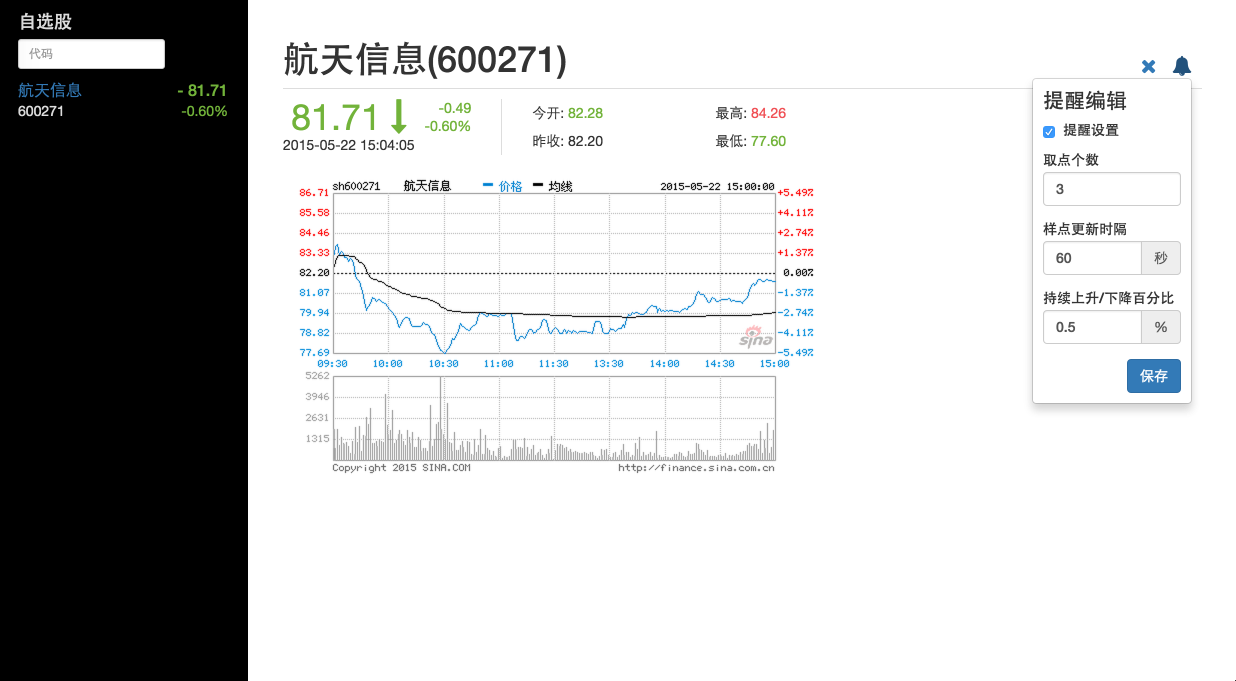 自选股
代码
航天信息 - 81.71
600271 -0.60%
航天信息(600271)
81.71 -0.49
-0.60%
2015-05-22 15:04:05
今开: 82.28 最高: 84.26
昨收: 82.20 最低: 77.60
sh600271 航天信息 价格 均线 2015-05-22 15:00:00
86.71 +5.49%
85.58 +4.11%
84.46 +2.74%
83.33 +1.37%
82.20 0.00%
81.07 -1.37%
79.94 -2.74%
78.82 -4.11%
77.69 -5.49%
sina
09:30 10:00 10:30 11:00 11:30 13:30 14:00 14:30 15:00
5262
3946
2631
1315
Copyright 2015 SINA.COM http://finance.sina.com.cn
提醒编辑
提醒设置
取点个数
3
样点更新时隔
60 秒
持续上升/下降百分比
0.5 %
保存